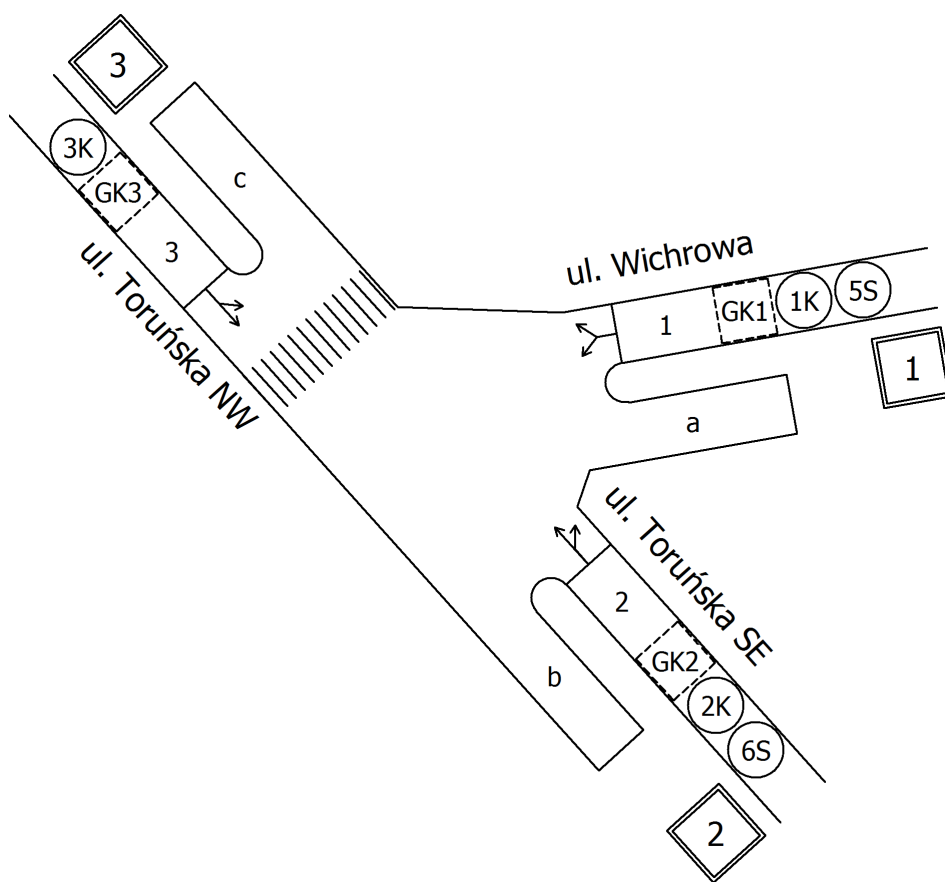 3
3K
GK3
3
c
ul. Toruńska NW
ul. Wichrowa
1
GK1
1K
5S
1
a
ul. Toruńska SE
2
GK2
2K
6S
b
2